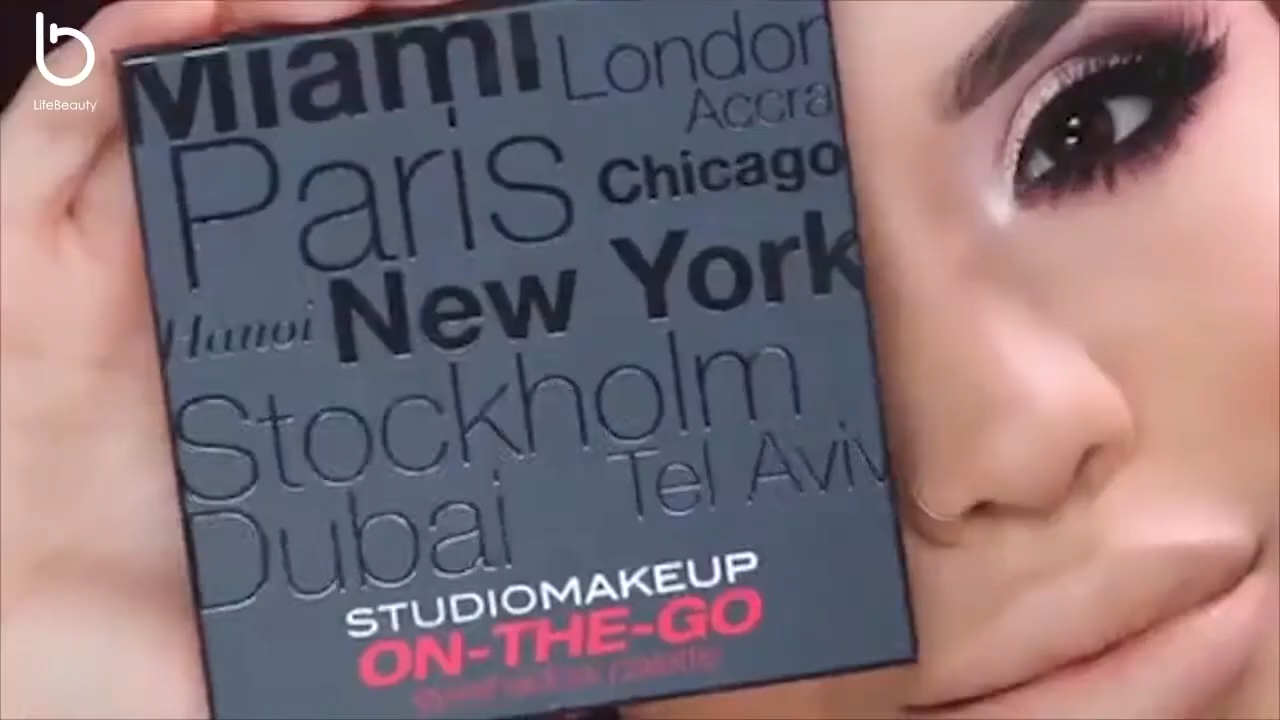 LifeBeauty
Miami London
Accra
Paris Chicago
New York
Hanoi
Stockholm
Tel Aviv
Dubai
STUDIOMAKEUP
ON-THE-GO